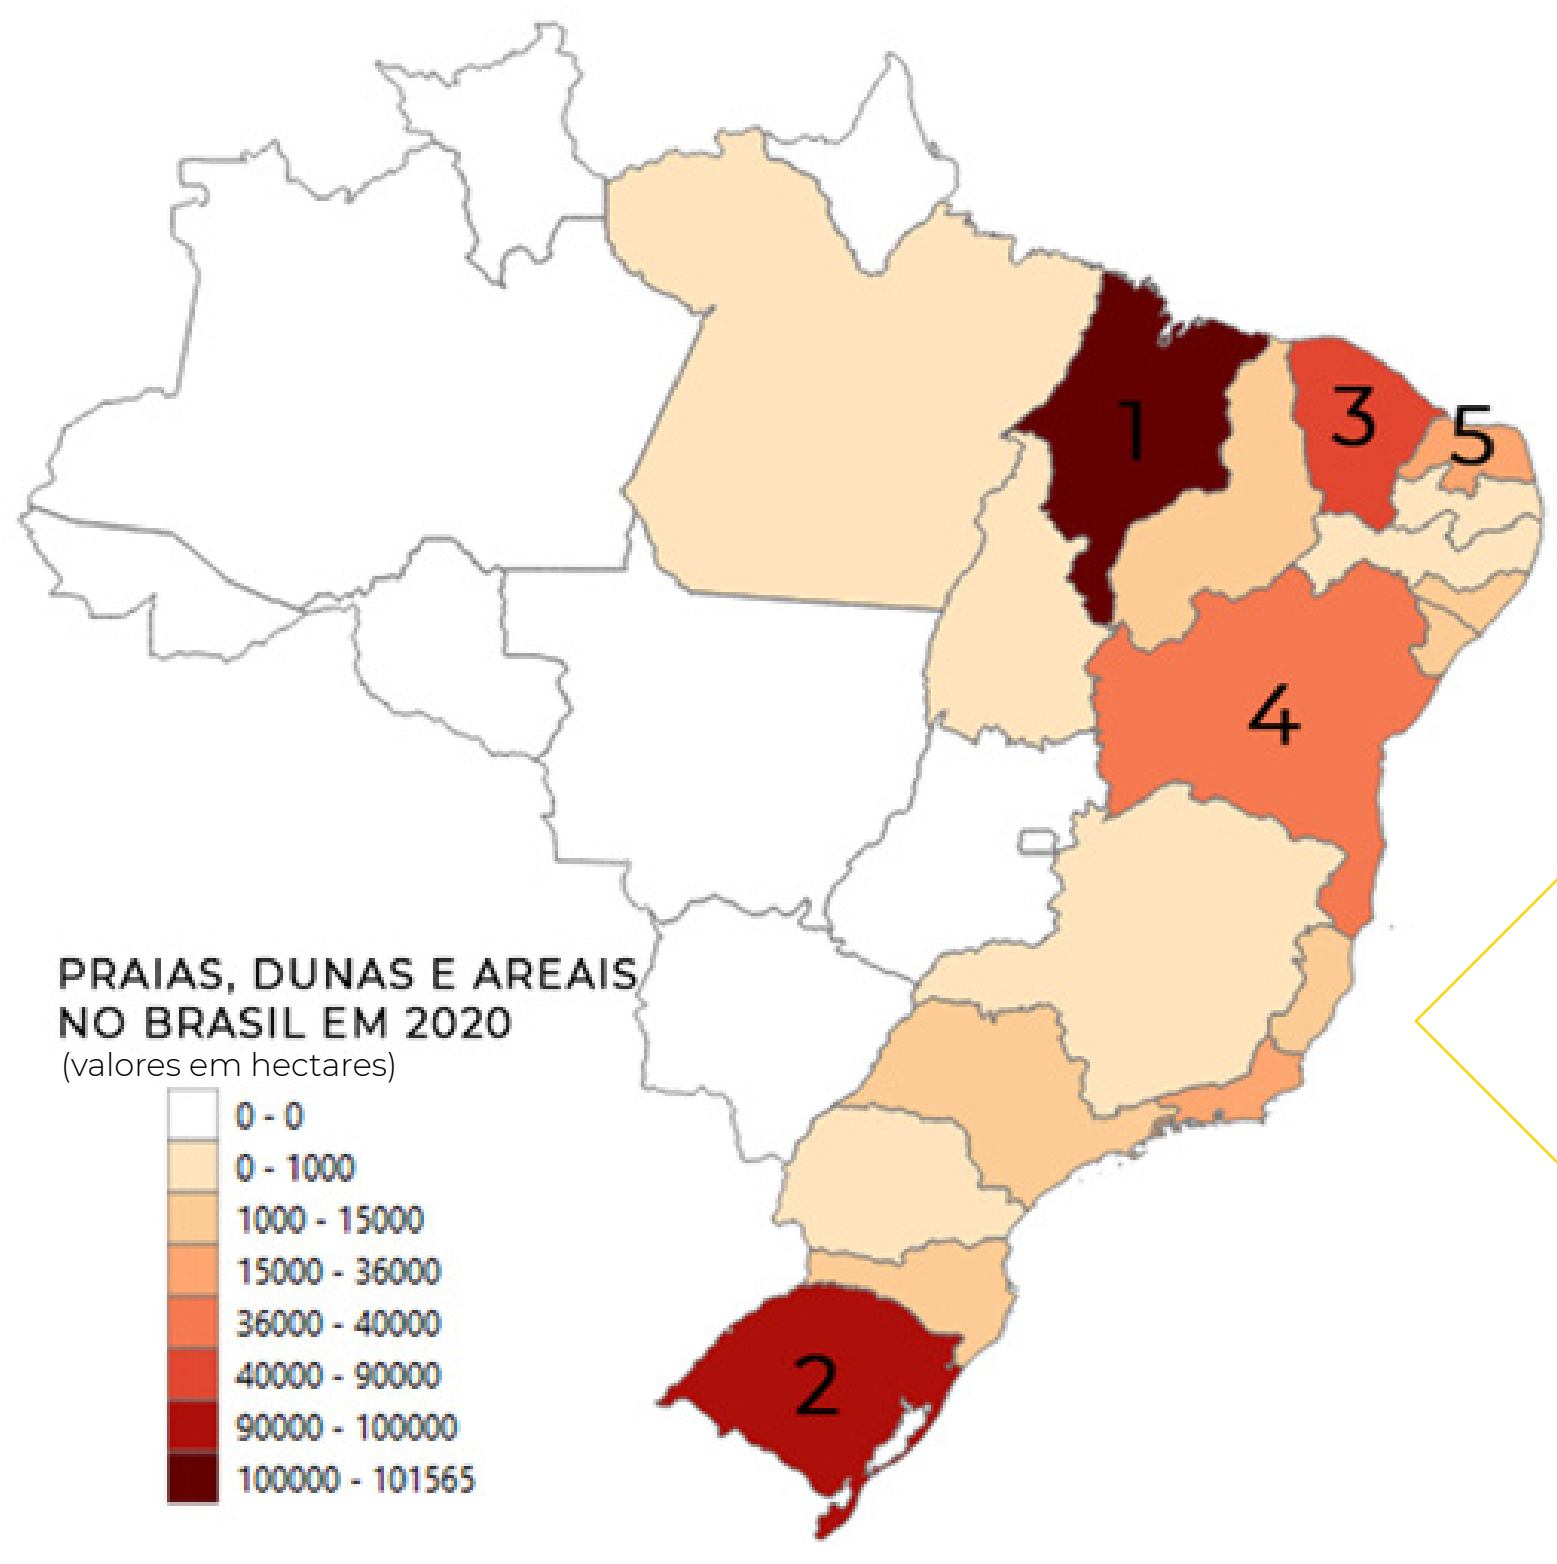 1
3
5
4
PRAIAS, DUNAS E AREAIS
NO BRASIL EM 2020
(valores em hectares)
0 - 0
0 - 1000
1000 - 15000
15000 - 36000
36000 - 40000
40000 - 90000
90000 - 100000
100000 - 101565
2